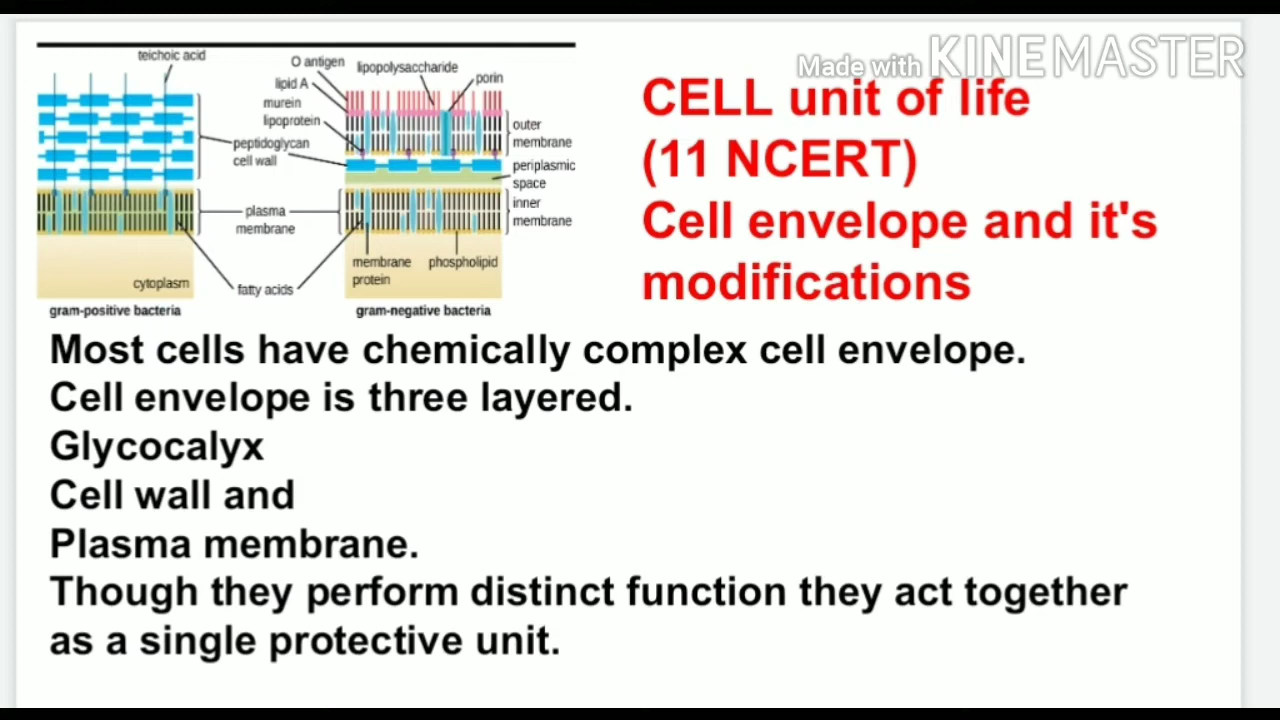 Made with KINEMASTER
teichoic acid
O antigen
lipopolysaccharide
lipid A
porin
murein
lipoprotein
peptidoglycan
cell wall
outer
membrane
periplasmic
space
plasma
membrane
inner
membrane
membrane
protein
phospholipid
cytoplasm
fatty acids
gram-positive bacteria
gram-negative bacteria
CELL unit of life
(11 NCERT)
Cell envelope and it's
modifications
Most cells have chemically complex cell envelope.
Cell envelope is three layered.
Glycocalyx
Cell wall and
Plasma membrane.
Though they perform distinct function they act together
as a single protective unit.